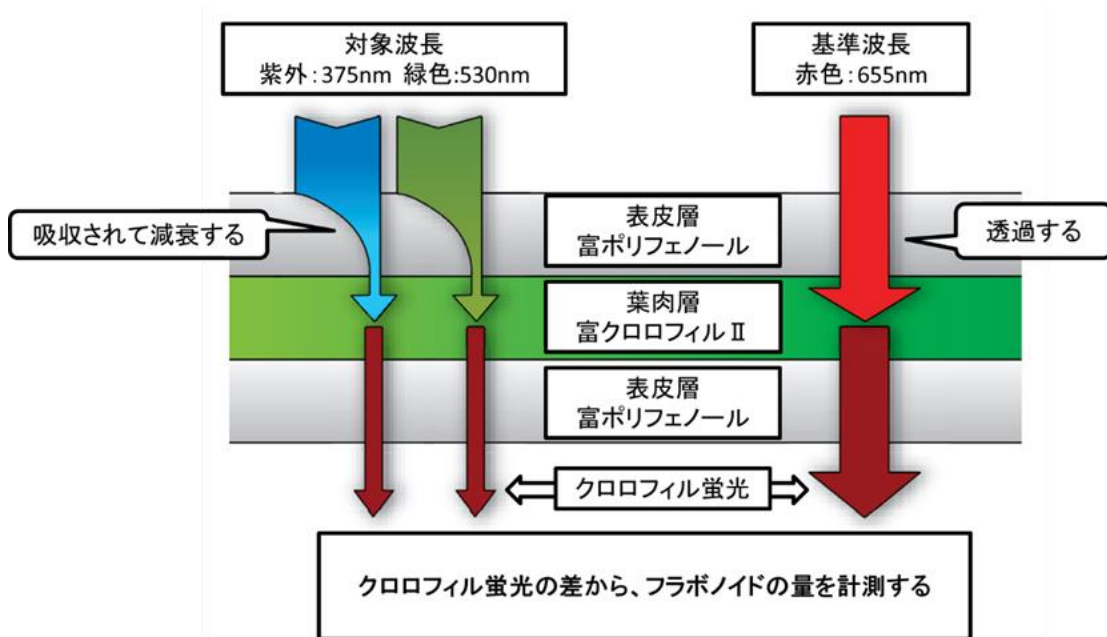 対象波長
紫外：375nm 緑色:530nm
基準波長
赤色：655nm
吸収されて減衰する
表皮層
富ポリフェノール
透過する
葉肉層
富クロロフィルⅡ
表皮層
富ポリフェノール
クロロフィル蛍光
クロロフィル蛍光の差から、フラボノイドの量を計測する